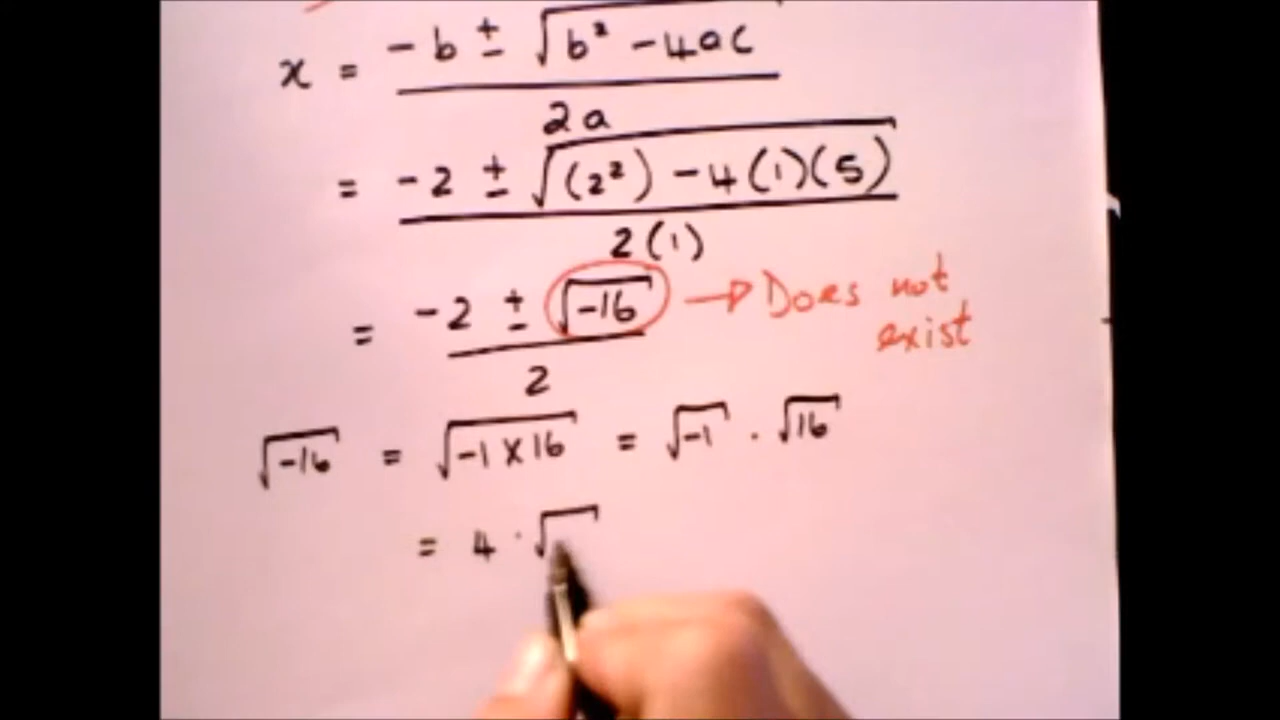 x = -b ± √(b² - 4ac) / 2a
= -2 ± √((2²) - 4(1)(5)) / 2(1)
= -2 ± √-16 / 2 → Does not
exist
√-16 = √-1 × 16 = √-1 · √16
= 4 · √